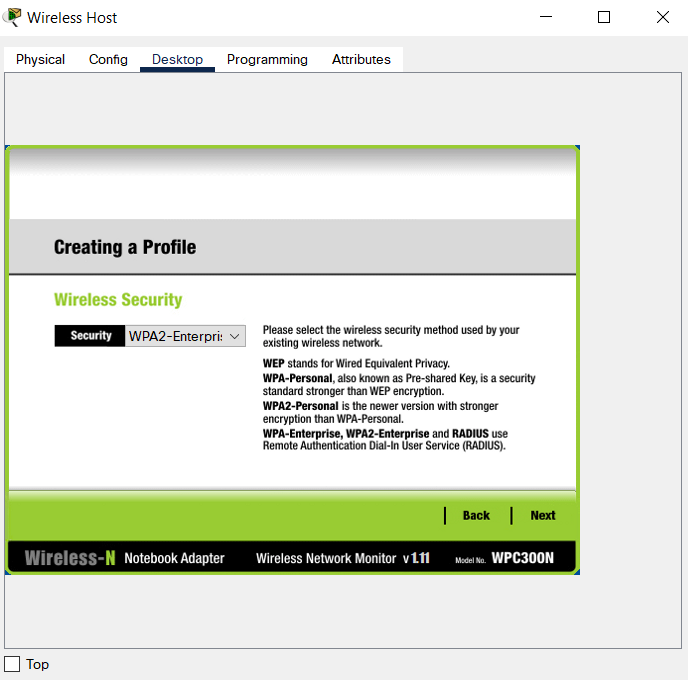 Wireless Host
Physical Config Desktop Programming Attributes
Creating a Profile
Wireless Security
Security WPA2-Enterpri
Please select the wireless security method used by your
existing wireless network.
WEP stands for Wired Equivalent Privacy.
WPA-Personal, also known as Pre-shared Key, is a security
standard stronger than WEP encryption.
WPA2-Personal is the newer version with stronger
encryption than WPA-Personal.
WPA-Enterprise, WPA2-Enterprise and RADIUS use
Remote Authentication Dial-In User Service (RADIUS).
Back Next
Wireless-N Notebook Adapter Wireless Network Monitor v 1.11 Model No. WPC300N
Top